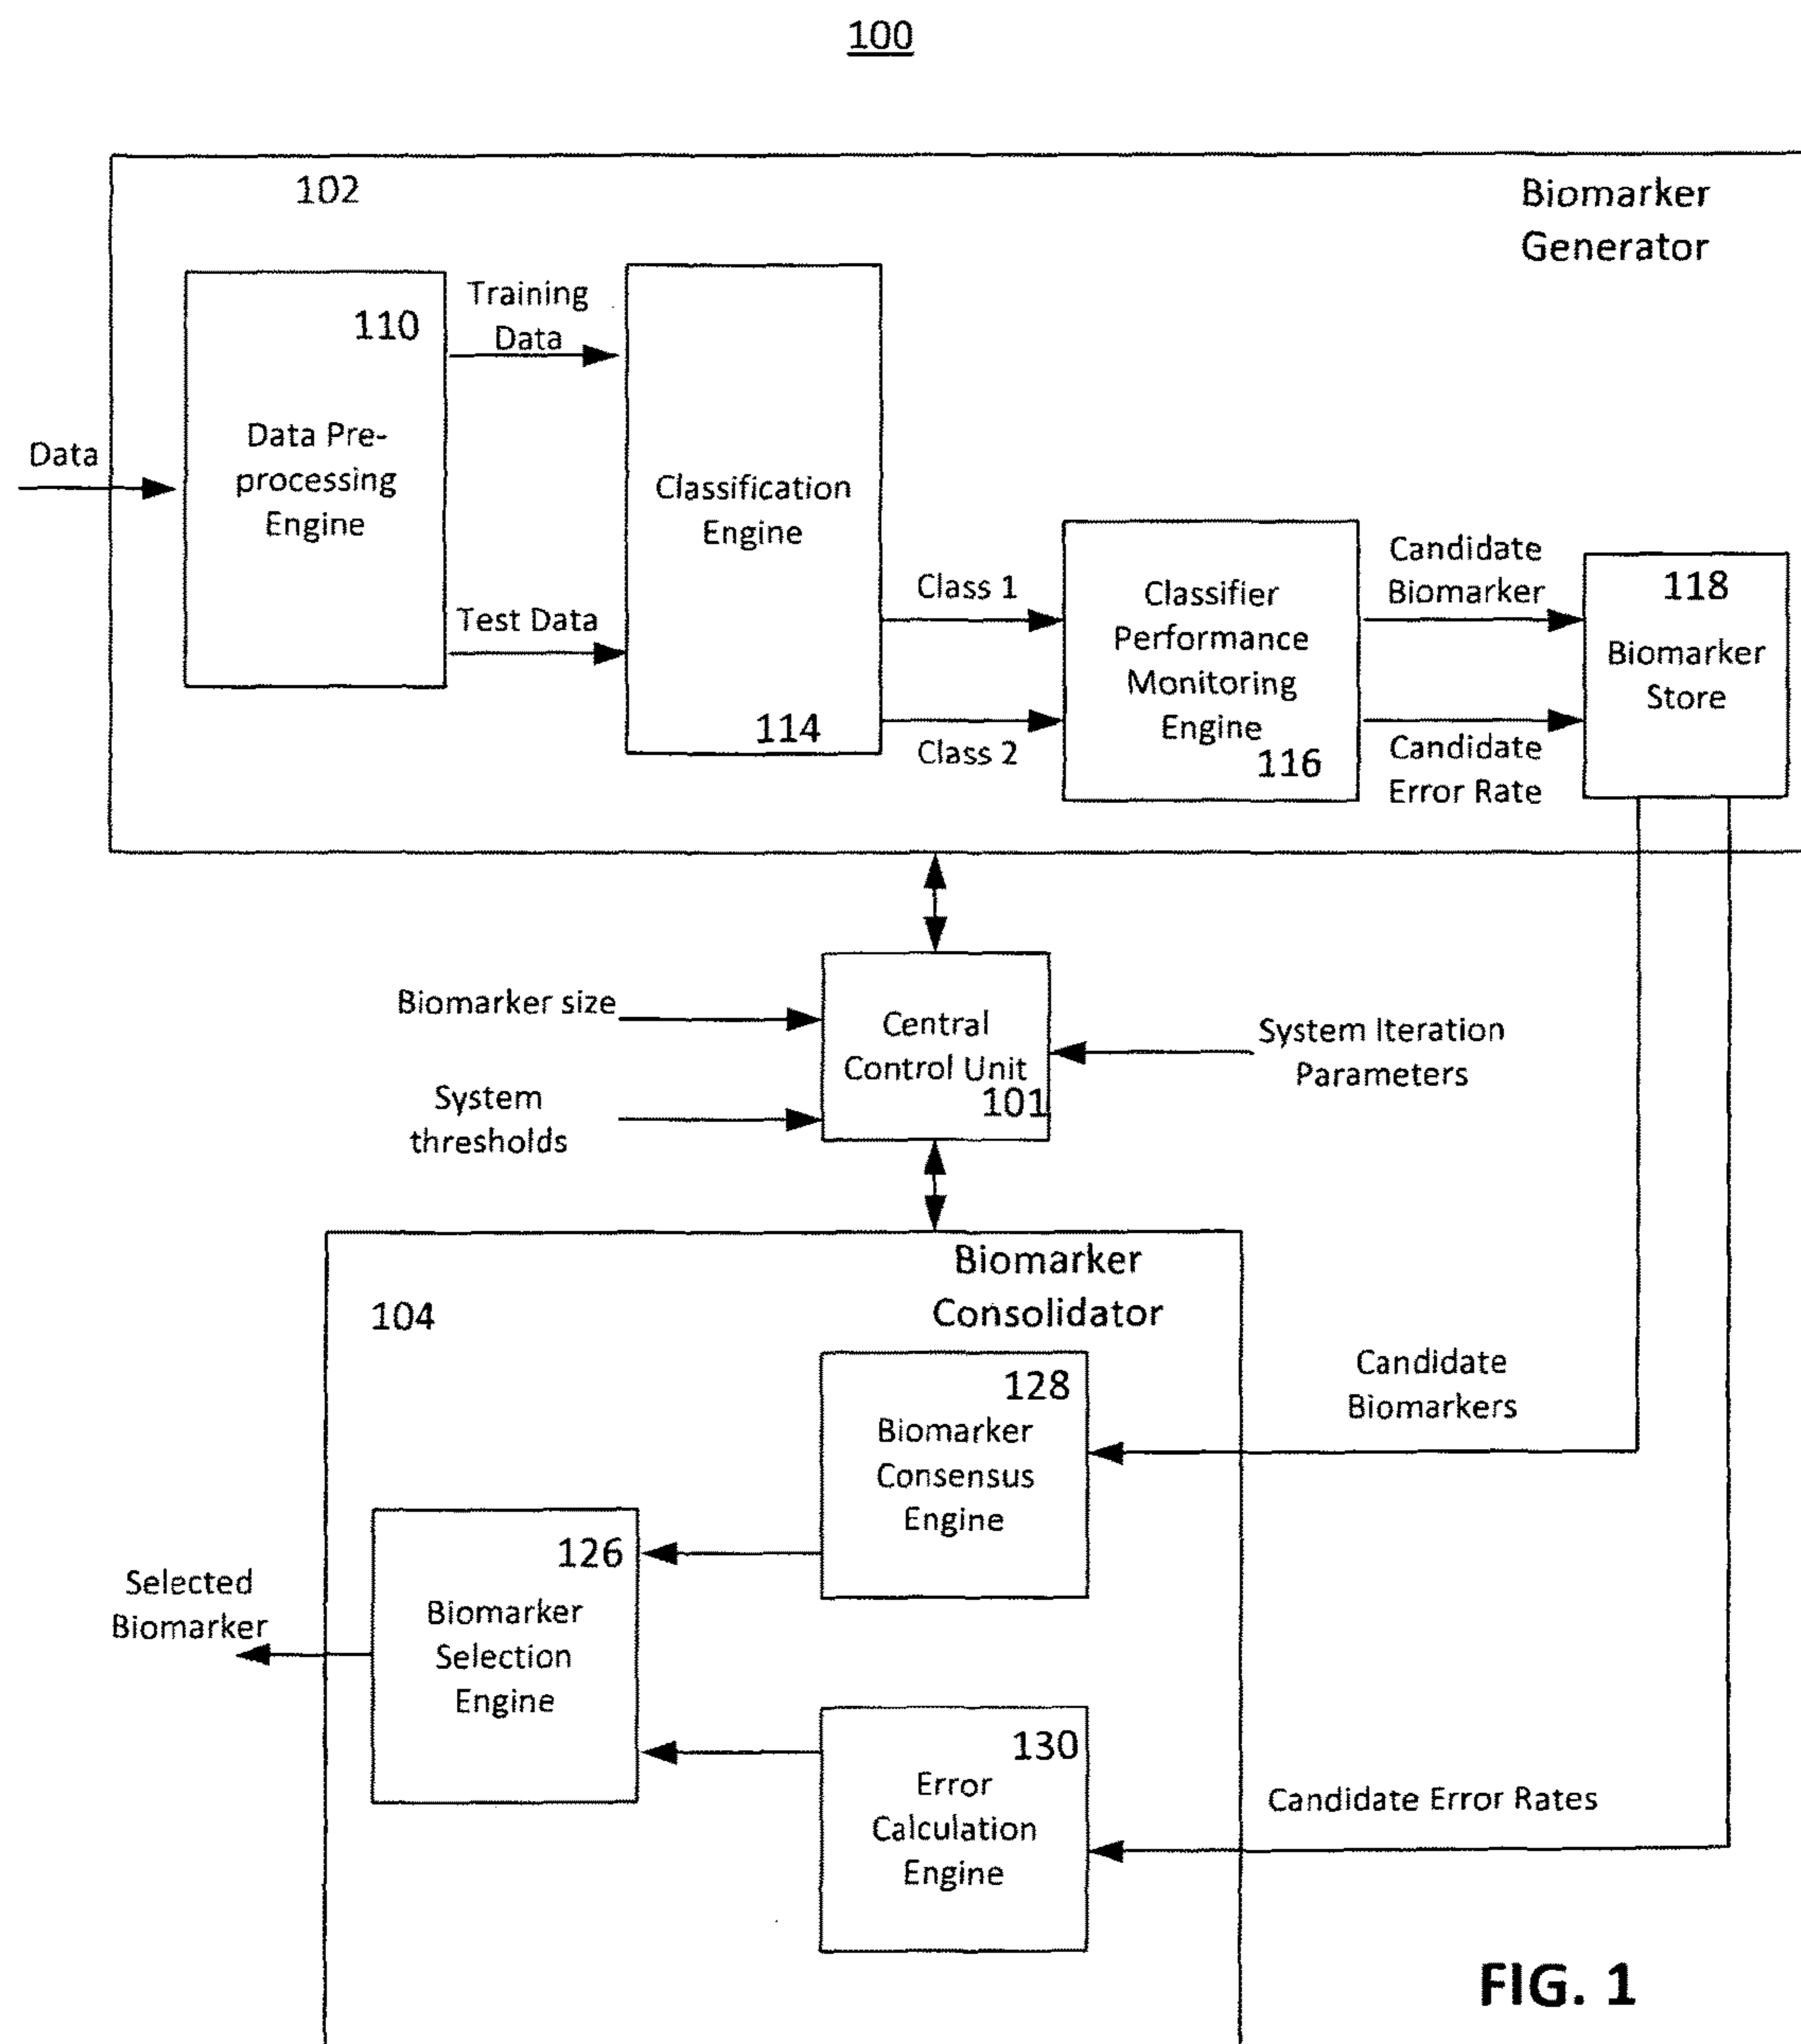 100
102
Biomarker
Generator
110
Data Pre-
processing
Engine
Data
Training
Data
Test Data
Classification
Engine
114
Class 1
Class 2
Classifier
Performance
Monitoring
Engine
116
Candidate
Biomarker
Candidate
Error Rate
118
Biomarker
Store
Biomarker size
System
thresholds
Central
Control Unit
101
System Iteration
Parameters
Biomarker
Consolidator
104
128
Biomarker
Consensus
Engine
Candidate
Biomarkers
126
Biomarker
Selection
Engine
Selected
Biomarker
130
Error
Calculation
Engine
Candidate Error Rates
FIG. 1